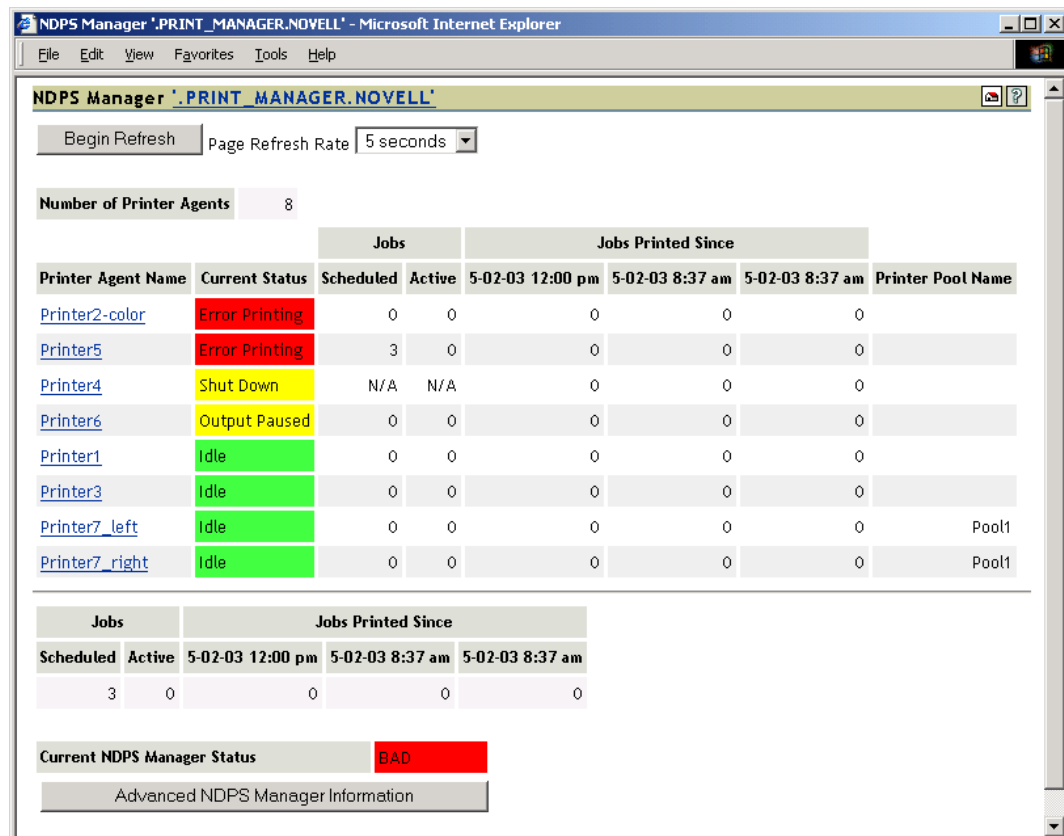 NDPS Manager '.PRINT_MANAGER.NOVELL' - Microsoft Internet Explorer
File Edit View Favorites Tools Help
NDPS Manager '.PRINT_MANAGER.NOVELL'
Begin Refresh Page Refresh Rate 5 seconds
Number of Printer Agents 8
Jobs Jobs Printed Since
Printer Agent Name Current Status Scheduled Active 5-02-03 12:00 pm 5-02-03 8:37 am 5-02-03 8:37 am Printer Pool Name
Printer2-color Error Printing 0 0 0 0 0
Printer5 Error Printing 3 0 0 0 0
Printer4 Shut Down N/A N/A 0 0 0
Printer6 Output Paused 0 0 0 0 0
Printer1 Idle 0 0 0 0 0
Printer3 Idle 0 0 0 0 0
Printer7_left Idle 0 0 0 0 0 Pool1
Printer7_right Idle 0 0 0 0 0 Pool1
Jobs Jobs Printed Since
Scheduled Active 5-02-03 12:00 pm 5-02-03 8:37 am 5-02-03 8:37 am
3 0 0 0 0
Current NDPS Manager Status BAD
Advanced NDPS Manager Information